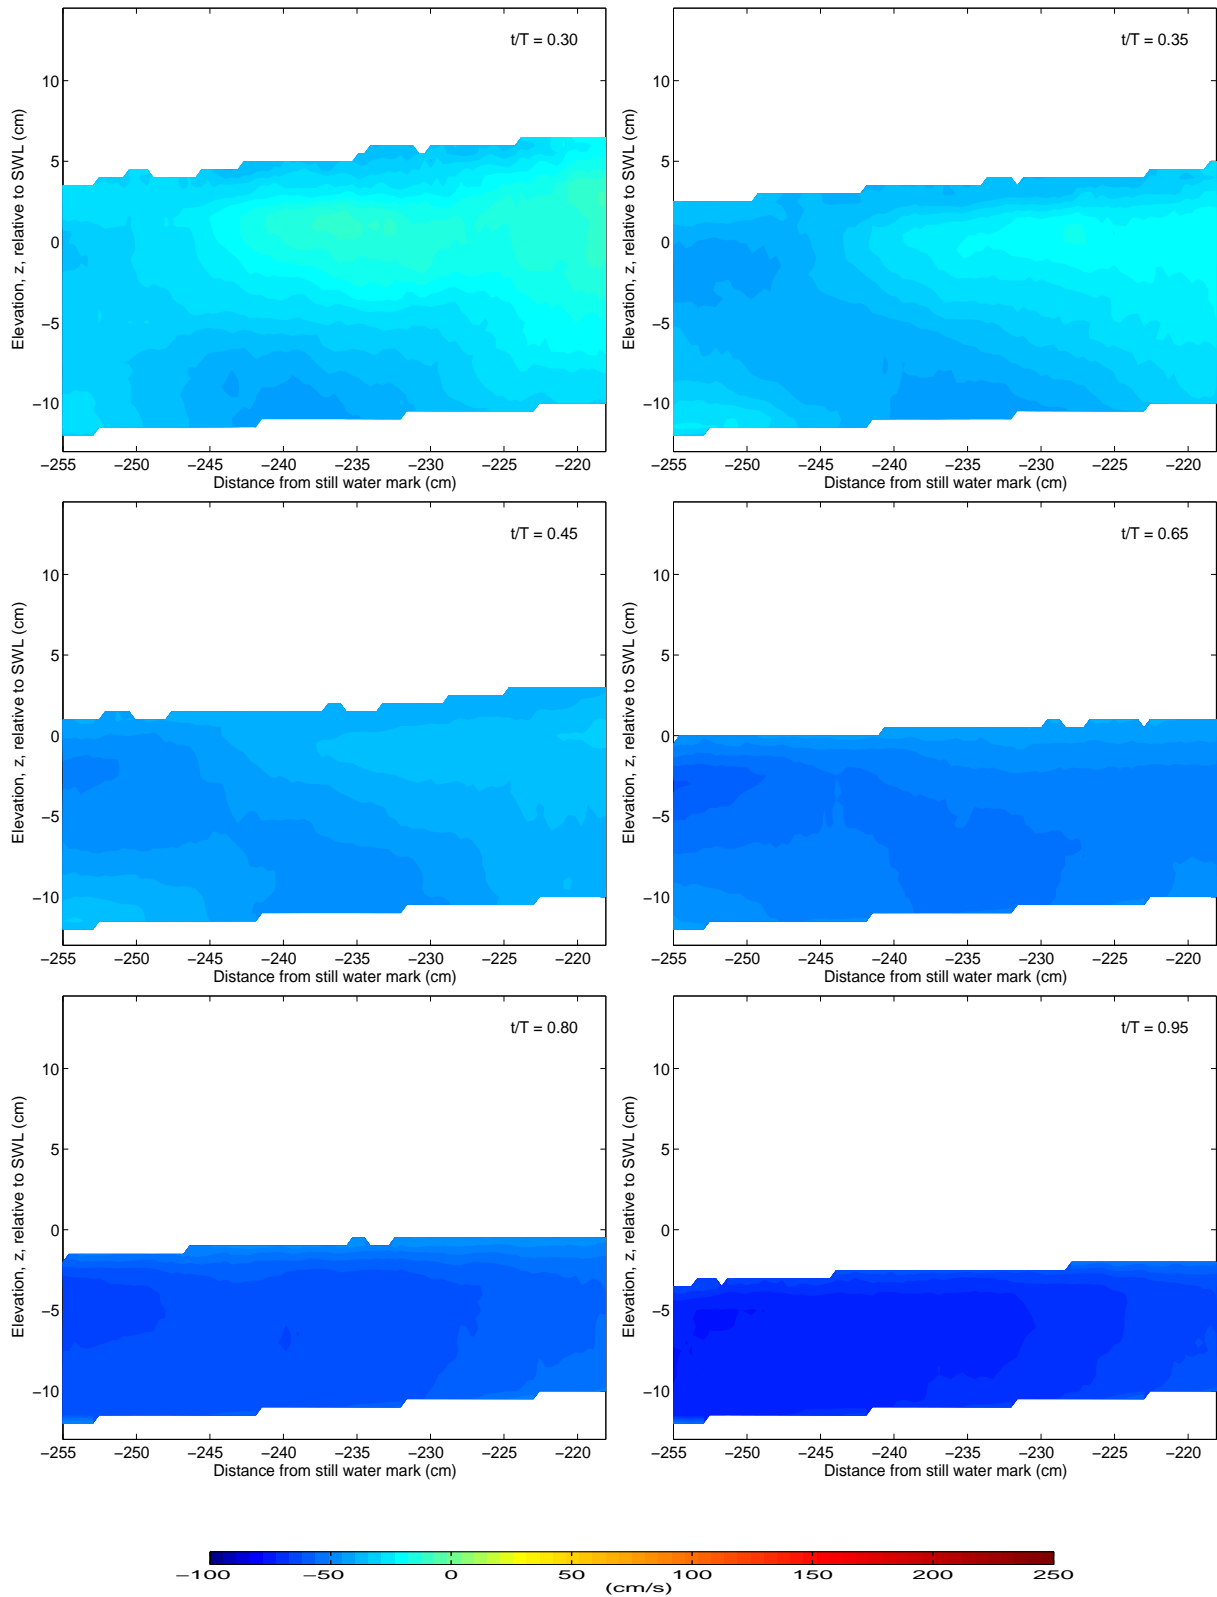 t/T = 0.30
Elevation, z, relative to SWL (cm)
10
5
0
−5
−10
−255 −250 −245 −240 −235 −230 −225 −220
Distance from still water mark (cm)
t/T = 0.35
Elevation, z, relative to SWL (cm)
10
5
0
−5
−10
−255 −250 −245 −240 −235 −230 −225 −220
Distance from still water mark (cm)
t/T = 0.45
Elevation, z, relative to SWL (cm)
10
5
0
−5
−10
−255 −250 −245 −240 −235 −230 −225 −220
Distance from still water mark (cm)
t/T = 0.65
Elevation, z, relative to SWL (cm)
10
5
0
−5
−10
−255 −250 −245 −240 −235 −230 −225 −220
Distance from still water mark (cm)
t/T = 0.80
Elevation, z, relative to SWL (cm)
10
5
0
−5
−10
−255 −250 −245 −240 −235 −230 −225 −220
Distance from still water mark (cm)
t/T = 0.95
Elevation, z, relative to SWL (cm)
10
5
0
−5
−10
−255 −250 −245 −240 −235 −230 −225 −220
Distance from still water mark (cm)
−100 −50 0 50 100 150 200 250
(cm/s)